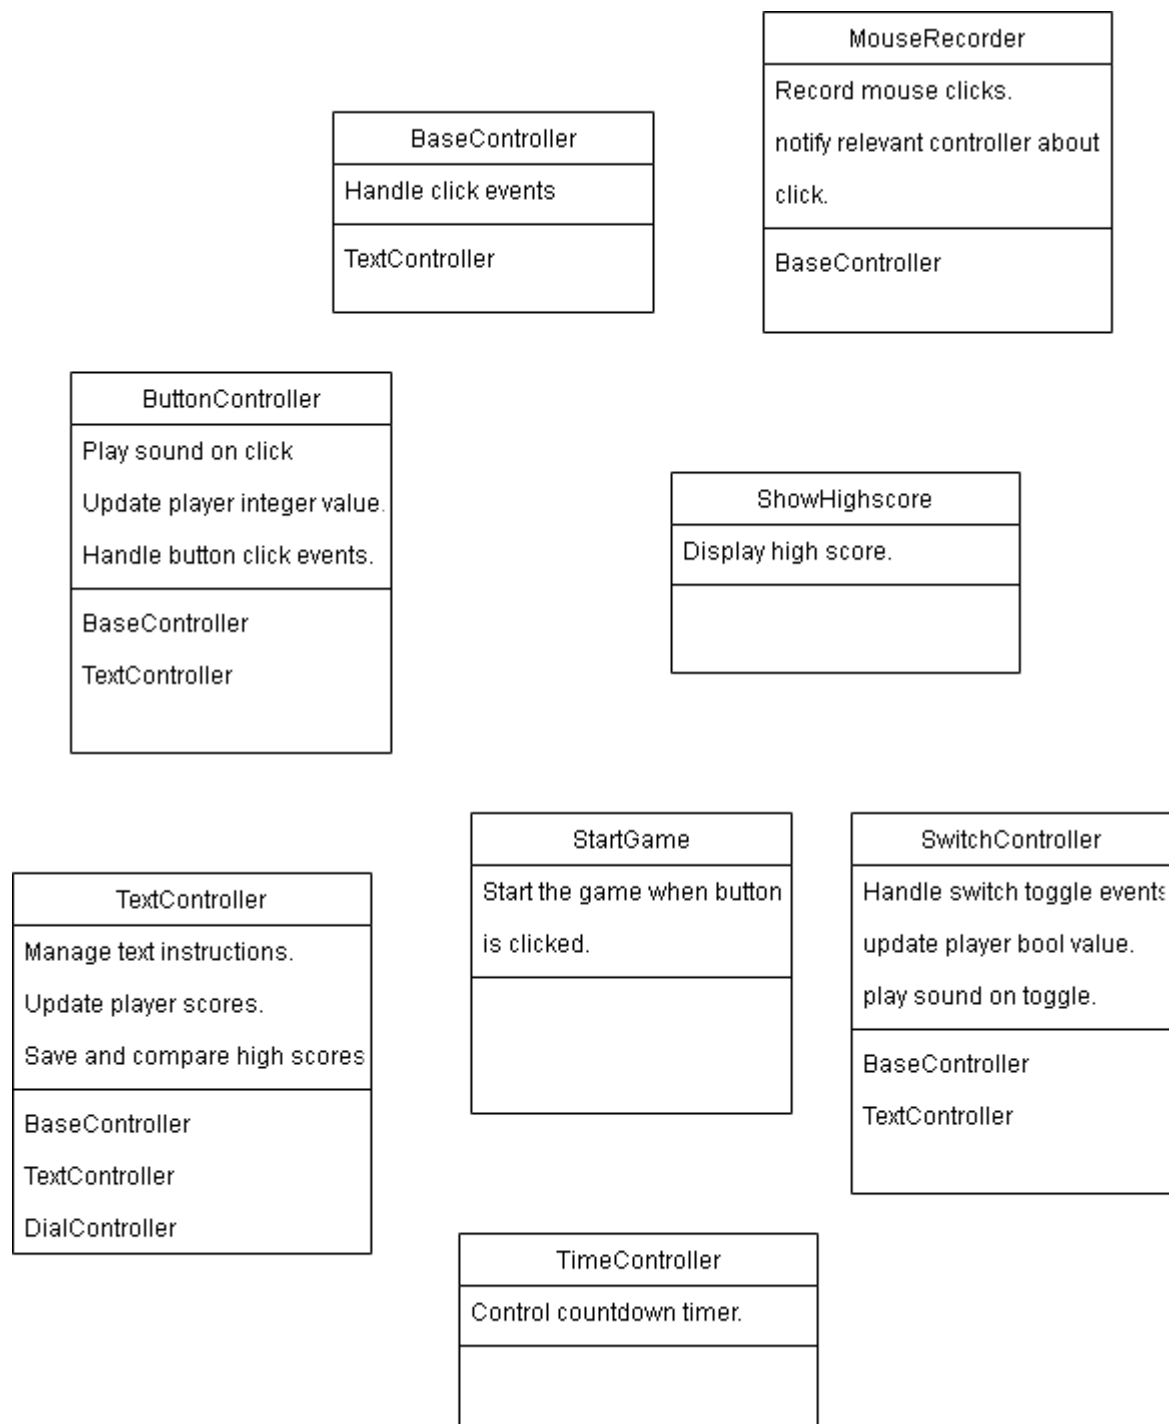 MouseRecorder
Record mouse clicks.
notify relevant controller about
click.
BaseController
BaseController
Handle click events
TextController
ButtonController
Play sound on click
Update player integer value.
Handle button click events.
BaseController
TextController
ShowHighscore
Display high score.
StartGame
Start the game when button
is clicked.
SwitchController
Handle switch toggle events
update player bool value.
play sound on toggle.
BaseController
TextController
TextController
Manage text instructions.
Update player scores.
Save and compare high scores
BaseController
TextController
DialController
TimeController
Control countdown timer.